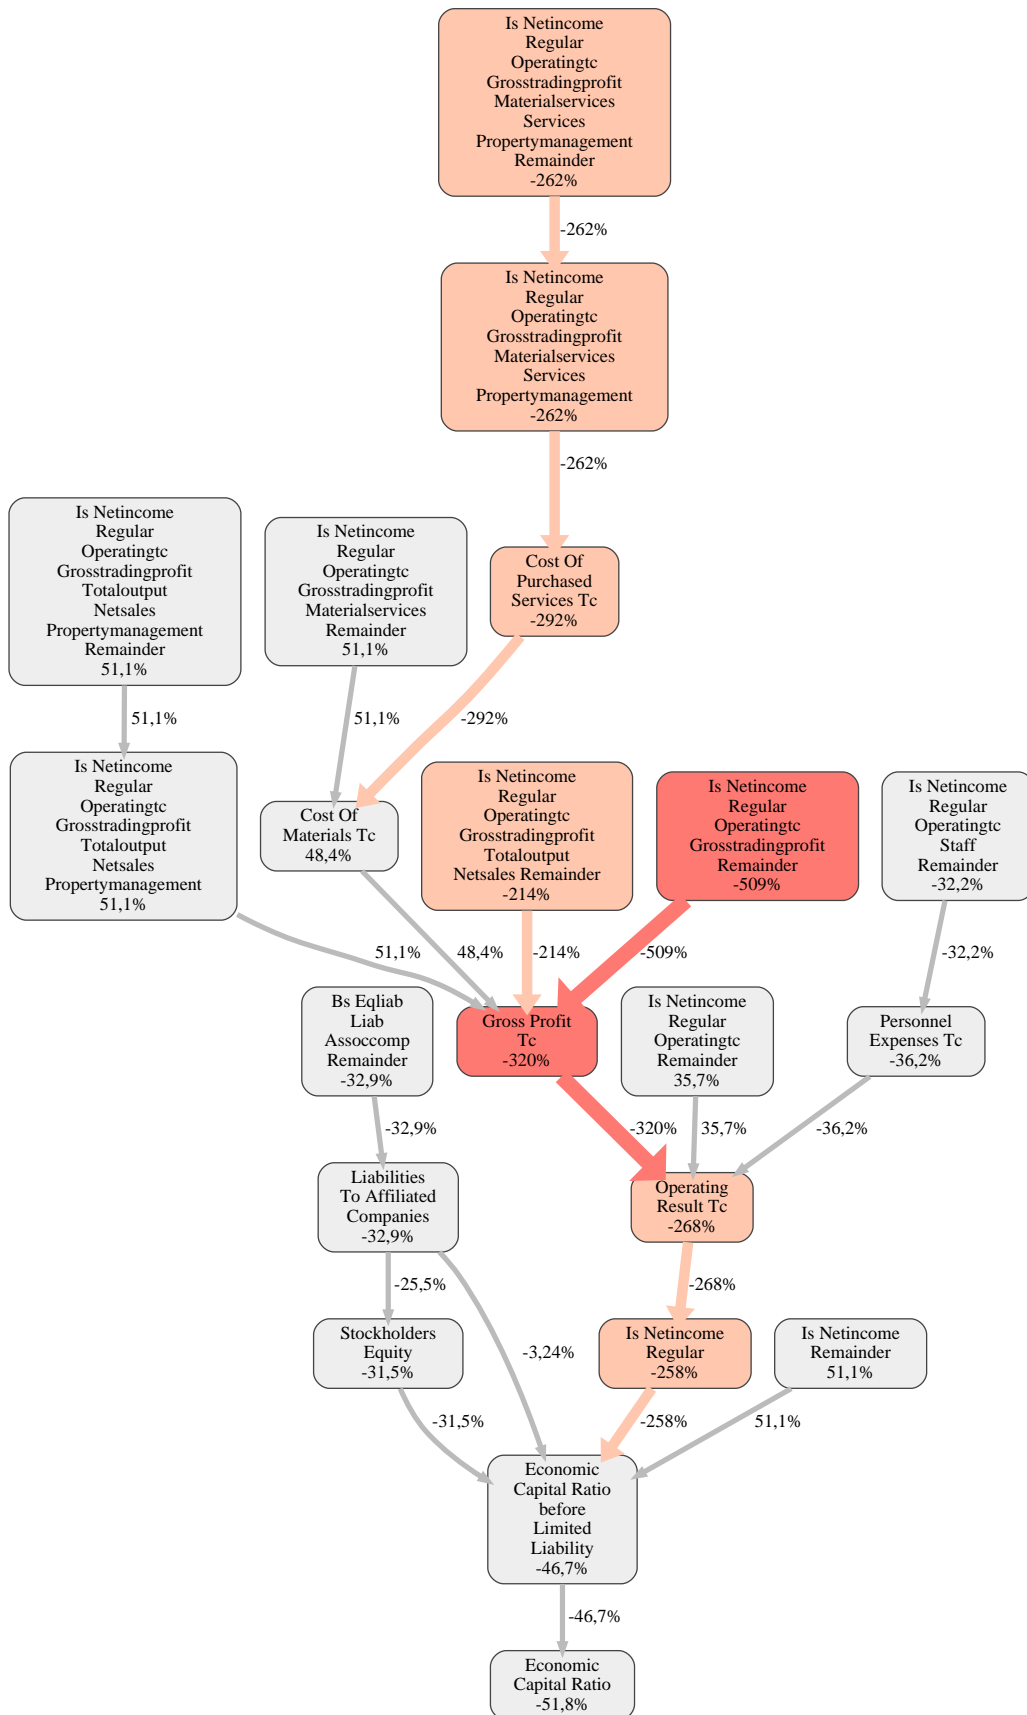 Is Netincome
Regular
Operatingtc
Grosstradingprofit
Materialservices
Services
Propertymanagement
Remainder
-262%
-262%
Is Netincome
Regular
Operatingtc
Grosstradingprofit
Materialservices
Services
Propertymanagement
-262%
-262%
Is Netincome
Regular
Operatingtc
Grosstradingprofit
Totaloutput
Netsales
Propertymanagement
Remainder
51,1%
Is Netincome
Regular
Operatingtc
Grosstradingprofit
Materialservices
Remainder
51,1%
Cost Of
Purchased
Services Tc
-292%
51,1%
51,1%
-292%
Is Netincome
Regular
Operatingtc
Grosstradingprofit
Totaloutput
Netsales
Propertymanagement
51,1%
Cost Of
Materials Tc
48,4%
Is Netincome
Regular
Operatingtc
Grosstradingprofit
Totaloutput
Netsales Remainder
-214%
Is Netincome
Regular
Operatingtc
Grosstradingprofit
Remainder
-509%
Is Netincome
Regular
Operatingtc
Staff
Remainder
-32,2%
51,1%
48,4%
-214%
-509%
-32,2%
Bs Eqliab
Liab
Assoccomp
Remainder
-32,9%
Gross Profit
Tc
-320%
Is Netincome
Regular
Operatingtc
Remainder
35,7%
Personnel
Expenses Tc
-36,2%
-32,9%
-320%
35,7%
-36,2%
Liabilities
To Affiliated
Companies
-32,9%
Operating
Result Tc
-268%
-25,5%
-3,24%
-268%
Stockholders
Equity
-31,5%
Is Netincome
Regular
-258%
Is Netincome
Remainder
51,1%
-31,5%
-258%
51,1%
Economic
Capital Ratio
before
Limited
Liability
-46,7%
-46,7%
Economic
Capital Ratio
-51,8%